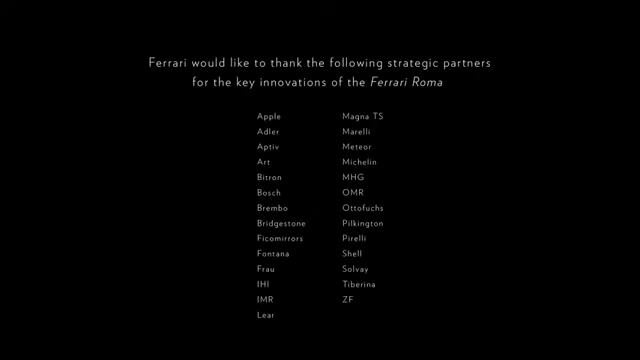 Ferrari would like to thank the following strategic partners
for the key innovations of the Ferrari Roma
Apple
Adler
Aptiv
Art
Bitron
Bosch
Brembo
Bridgestone
Ficomirrors
Fontana
Frau
IHI
IMR
Lear
Magna TS
Marelli
Meteor
Michelin
MHG
OMR
Ottofuchs
Pilkington
Pirelli
Shell
Solvay
Tiberina
ZF